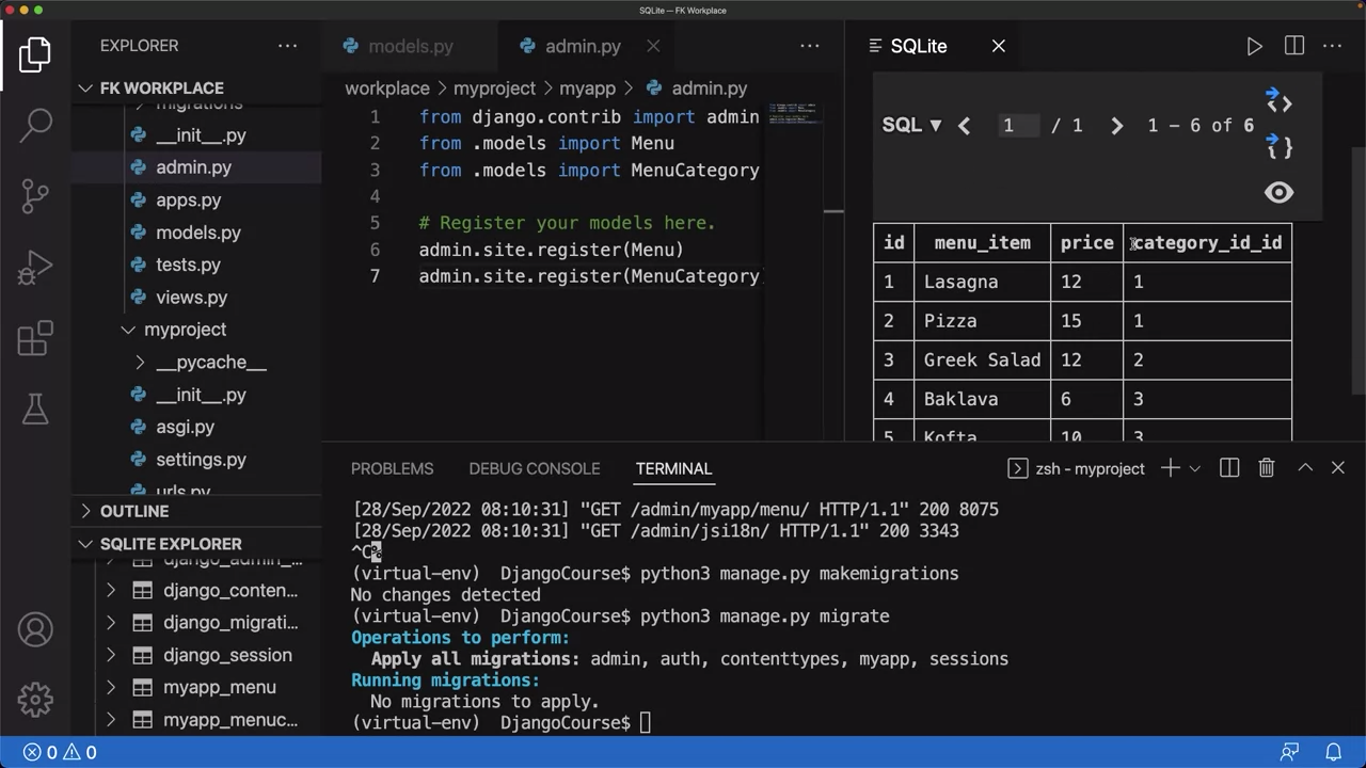 SQLite — FK Workplace
EXPLORER
FK WORKPLACE
migrations
__init__.py
admin.py
apps.py
models.py
tests.py
views.py
myproject
__pycache__
__init__.py
asgi.py
settings.py
urls.py
OUTLINE
SQLITE EXPLORER
django_admin_...
django_conten...
django_migrati...
django_session
myapp_menu
myapp_menuc...
models.py
admin.py
workplace > myproject > myapp > admin.py
1 from django.contrib import admin
2 from .models import Menu
3 from .models import MenuCategory
4
5 # Register your models here.
6 admin.site.register(Menu)
7 admin.site.register(MenuCategory)
SQLite
SQL ▼ < 1 / 1 > 1 – 6 of 6
id menu_item price category_id_id
1 Lasagna 12 1
2 Pizza 15 1
3 Greek Salad 12 2
4 Baklava 6 3
5 Kofta 10 3
PROBLEMS DEBUG CONSOLE TERMINAL
zsh - myproject
[28/Sep/2022 08:10:31] "GET /admin/myapp/menu/ HTTP/1.1" 200 8075
[28/Sep/2022 08:10:31] "GET /admin/jsi18n/ HTTP/1.1" 200 3343
^C%
(virtual-env) DjangoCourse$ python3 manage.py makemigrations
No changes detected
(virtual-env) DjangoCourse$ python3 manage.py migrate
Operations to perform:
Apply all migrations: admin, auth, contenttypes, myapp, sessions
Running migrations:
No migrations to apply.
(virtual-env) DjangoCourse$
0 0